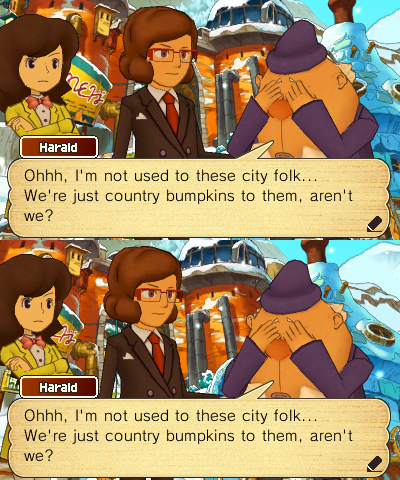 Harald
Ohhh, I'm not used to these city folk...
We're just country bumpkins to them, aren't
we?
Harald
Ohhh, I'm not used to these city folk...
We're just country bumpkins to them, aren't
we?